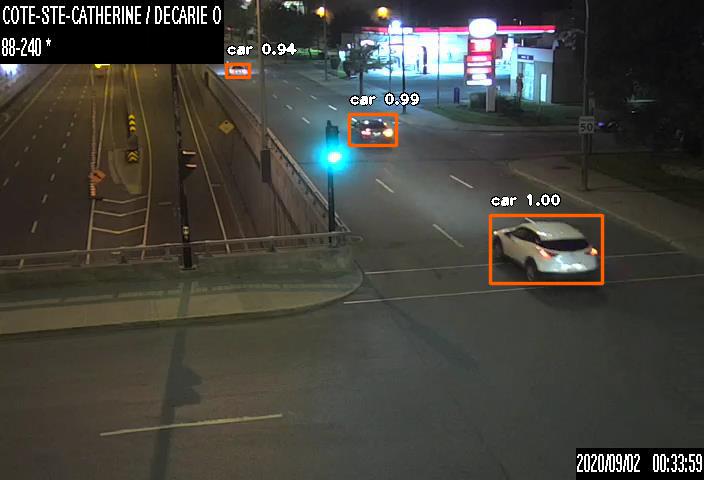 COTE-STE-CATHERINE / DECARIE O
88-240 *
car 0.94
car 0.99
car 1.00
50
2020/09/02 00:33:59